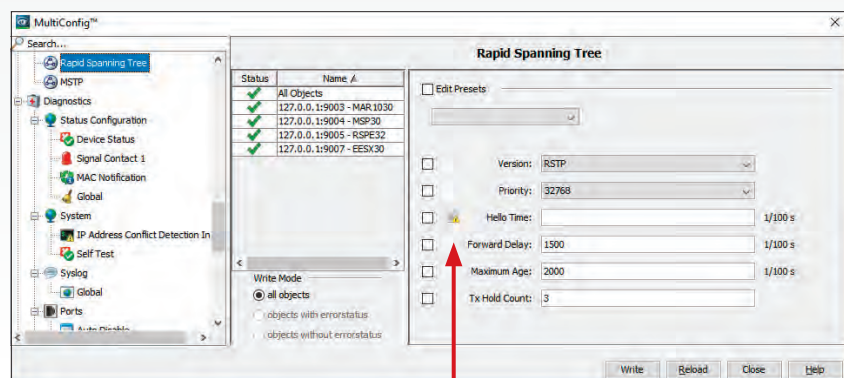 MultiConfig™
Search...
Rapid Spanning Tree
MSTP
Diagnostics
Status Configuration
Device Status
Signal Contact 1
MAC Notification
Global
System
IP Address Conflict Detection In
Self Test
Syslog
Global
Ports
Auto Disable
Status Name
All Objects
127.0.0.1:9003 - MAR1030
127.0.0.1:9004 - MSP30
127.0.0.1:9005 - RSPE32
127.0.0.1:9007 - EESX30
Write Mode
all objects
objects with errorstatus
objects without errorstatus
Rapid Spanning Tree
Edit Presets
Version: RSTP
Priority: 32768
Hello Time: 1/100 s
Forward Delay: 1500 1/100 s
Maximum Age: 2000 1/100 s
Tx Hold Count: 3
Write Reload Close Help